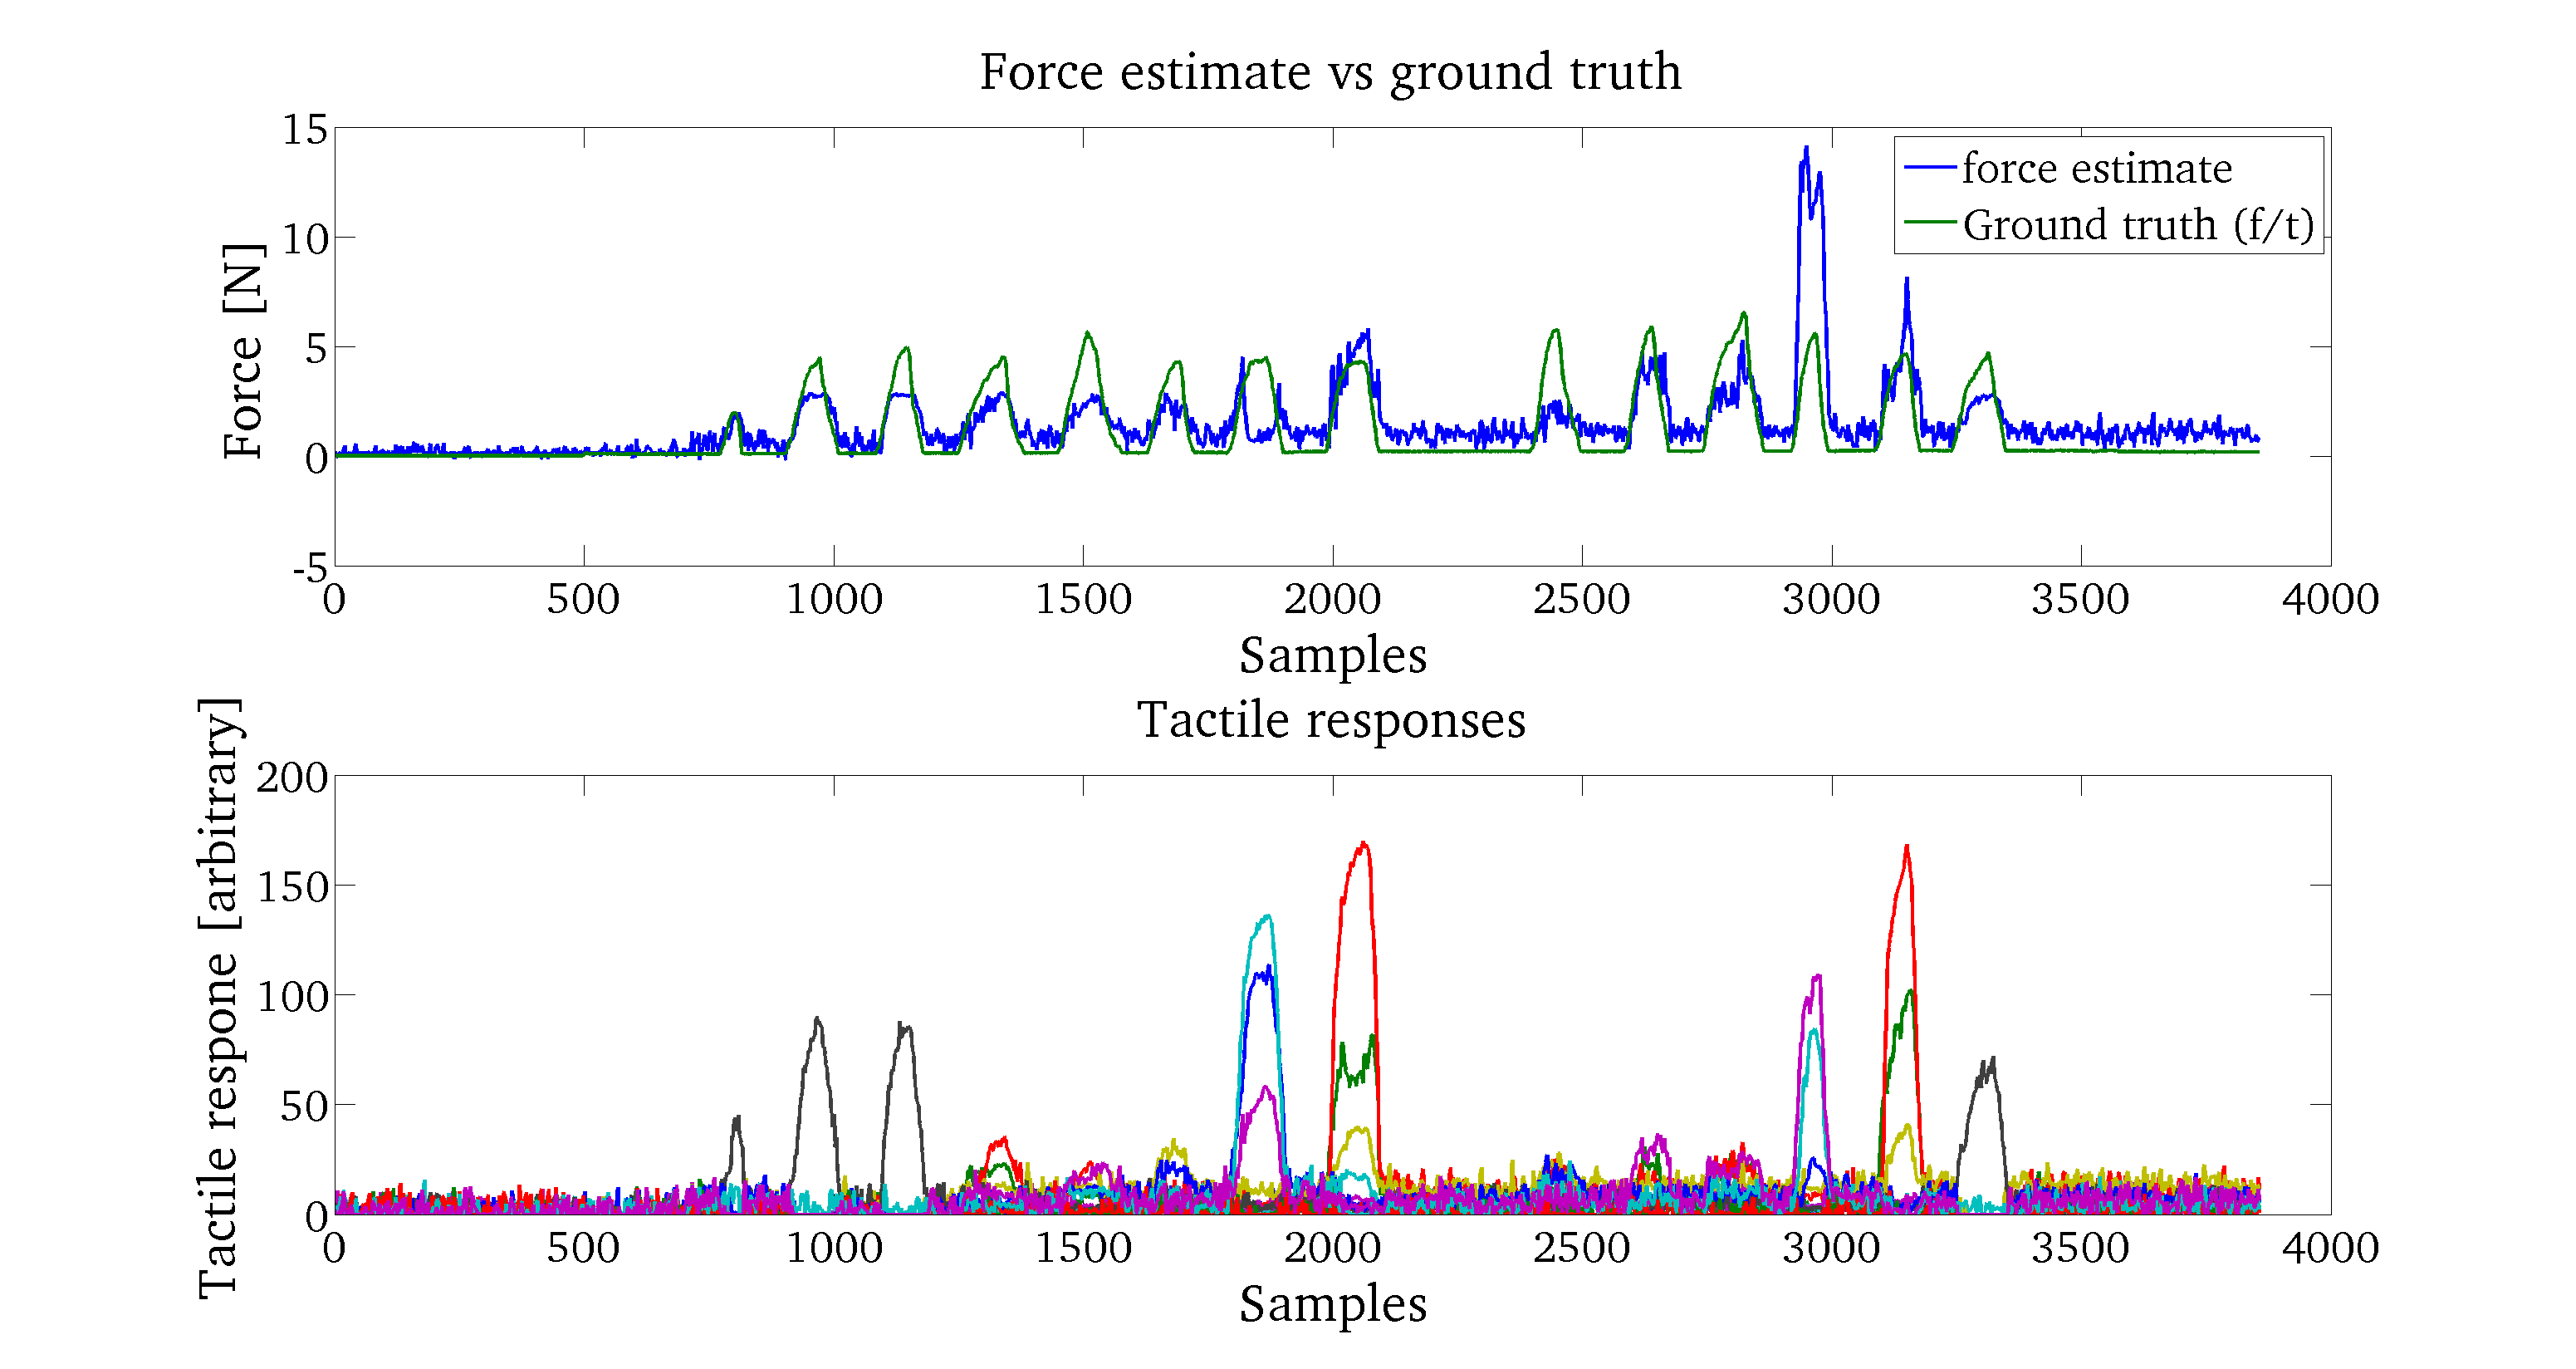 Force estimate vs ground truth
15
10
5
0
-5
Force [N]
force estimate
Ground truth (f/t)
0 500 1000 1500 2000 2500 3000 3500 4000
Samples
Tactile responses
200
150
100
50
0
Tactile respone [arbitrary]
0 500 1000 1500 2000 2500 3000 3500 4000
Samples